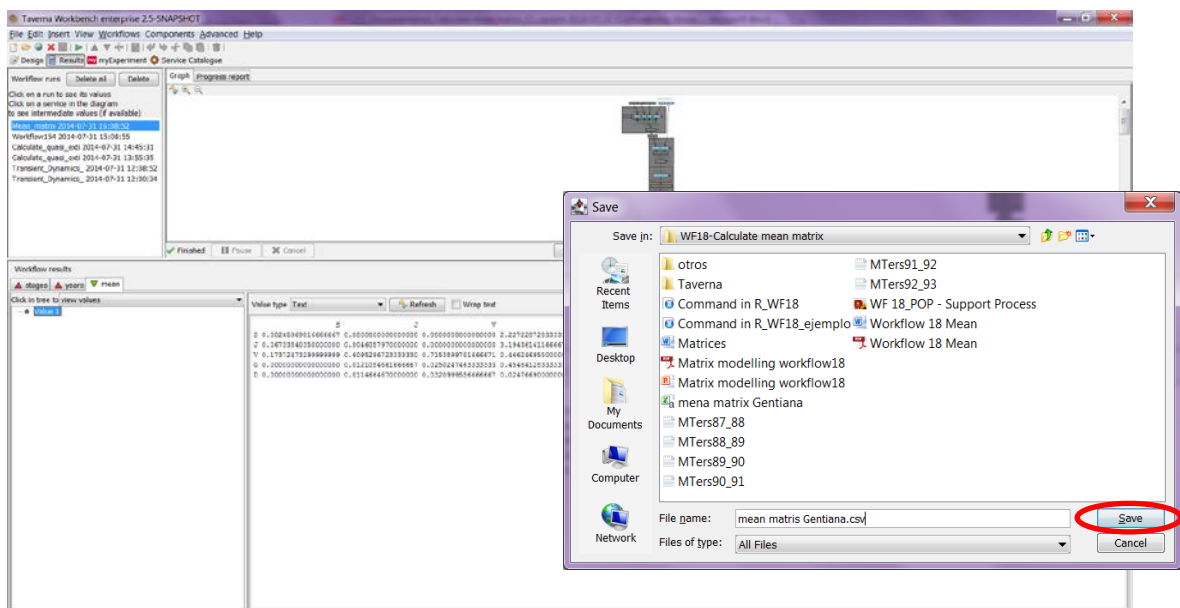 Taverna Workbench enterprise 2.5-SNAPSHOT
File Edit Insert View Workflows Components Advanced Help
Design Results myExperiment Service Catalogue
Workflow runs Delete all Delete
Click on a run to see its values
Click on a service in the diagram
to see intermediate values (if available)
Mean_matrix 2014-07-31 16:08:52
Workflow154 2014-07-31 15:08:55
Calculate_quasi_exti 2014-07-31 14:45:31
Calculate_quasi_exti 2014-07-31 13:55:35
Transient_Dynamics_ 2014-07-31 12:38:52
Transient_Dynamics_ 2014-07-31 12:30:34
Graph Progress report
Finished Pause Cancel
Workflow results
stages years mean
Click in tree to view values
Value 1
Value type Text Refresh Wrap text
S J V
S
J
V
G
D
Save
Save in: WF18-Calculate mean matrix
Recent Items
Desktop
My Documents
Computer
Network
otros
Taverna
Command in R_WF18
Command in R_WF18_ejemplo
Matrices
Matrix modelling workflow18
Matrix modelling workflow18
mena matrix Gentiana
MTers87_88
MTers88_89
MTers89_90
MTers90_91
MTers91_92
MTers92_93
WF 18_POP - Support Process
Workflow 18 Mean
Workflow 18 Mean
File name: mean matris Gentiana.csv
Save
Files of type: All Files
Cancel